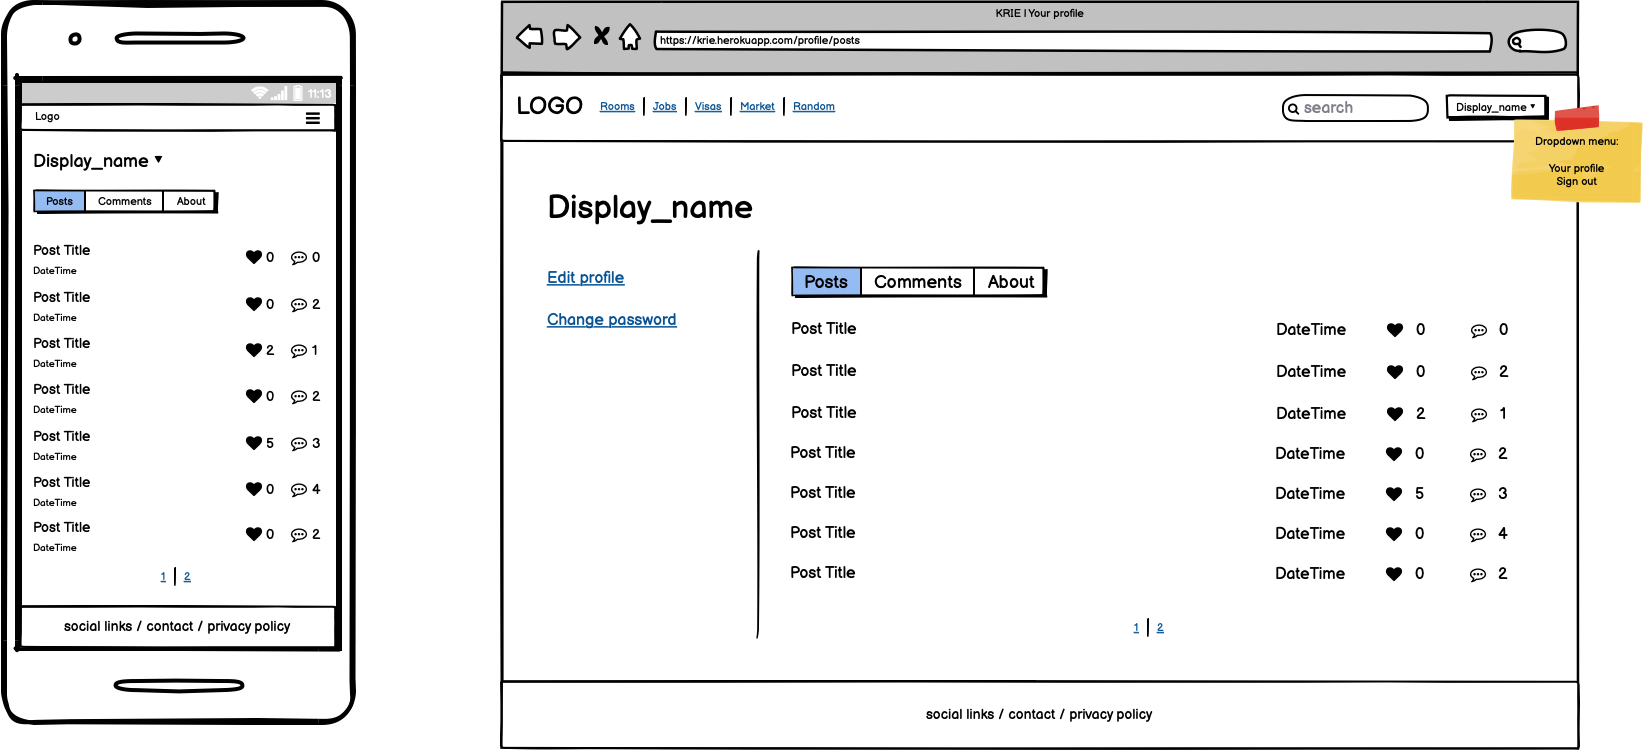 11:13
Logo
Display_name
Posts Comments About
Post Title
DateTime
0 0
Post Title
DateTime
0 2
Post Title
DateTime
2 1
Post Title
DateTime
0 2
Post Title
DateTime
5 3
Post Title
DateTime
0 4
Post Title
DateTime
0 2
1 | 2
social links / contact / privacy policy
KRIE | Your profile
https://krie.herokuapp.com/profile/posts
LOGO Rooms | Jobs | Visas | Market | Random search Display_name
Dropdown menu:
Your profile
Sign out
Display_name
Edit profile
Change password
Posts Comments About
Post Title DateTime 0 0
Post Title DateTime 0 2
Post Title DateTime 2 1
Post Title DateTime 0 2
Post Title DateTime 5 3
Post Title DateTime 0 4
Post Title DateTime 0 2
1 | 2
social links / contact / privacy policy